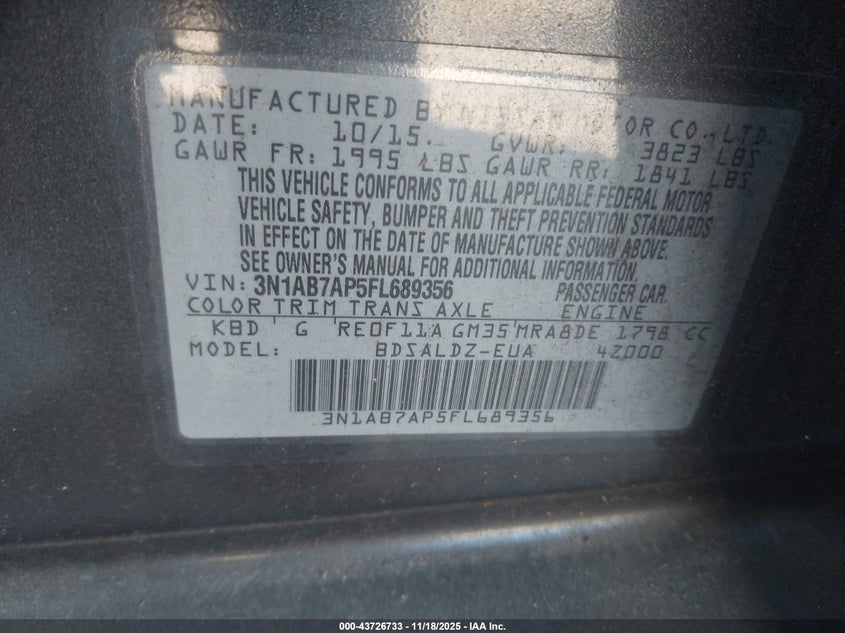 MANUFACTURED BY NISSAN MOTOR CO., LTD.
DATE: 10/15. GVWR: 3823 LBS
GAWR FR: 1995 LBS GAWR RR: 1841 LBS
THIS VEHICLE CONFORMS TO ALL APPLICABLE FEDERAL MOTOR
VEHICLE SAFETY, BUMPER AND THEFT PREVENTION STANDARDS
IN EFFECT ON THE DATE OF MANUFACTURE SHOWN ABOVE.
SEE OWNER'S MANUAL FOR ADDITIONAL INFORMATION.
VIN: 3N1AB7AP5FL689356 PASSENGER CAR
COLOR TRIM TRANS AXLE ENGINE
KBD G RE0F11A GM35 MRA8DE 1798 CC
MODEL: BDSALDZ-EUA 4Z000
3N1AB7AP5FL689356
000-43726733 - 11/18/2025 - IAA Inc.